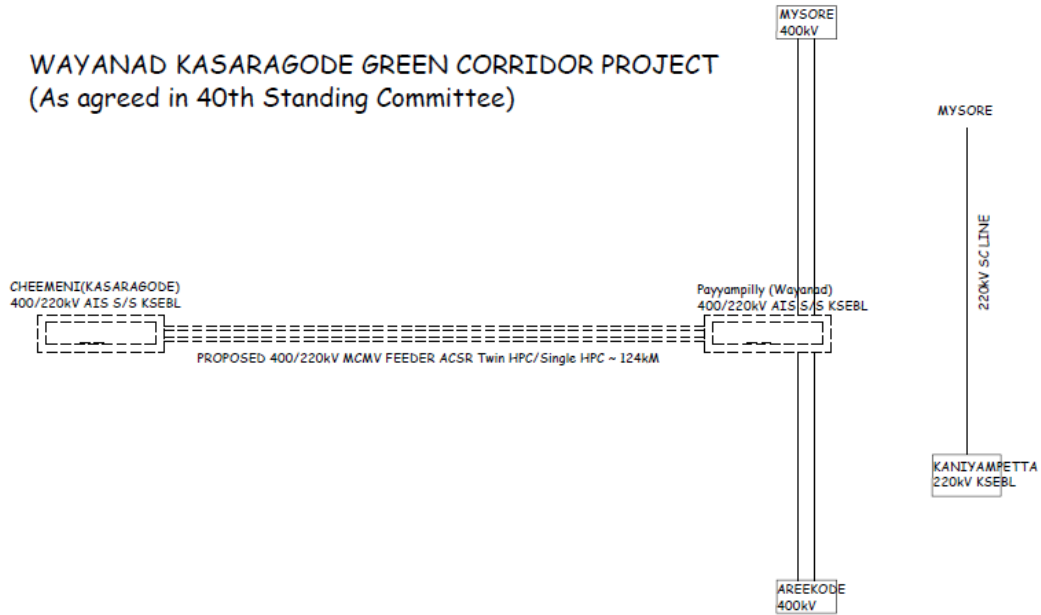 WAYANAD KASARAGODE GREEN CORRIDOR PROJECT
(As agreed in 40th Standing Committee)
MYSORE
400kV
MYSORE
220kV SC LINE
CHEEMENI(KASARAGODE)
400/220kV AIS S/S KSEBL
Payyampilly (Wayanad)
400/220kV AIS S/S KSEBL
PROPOSED 400/220kV MCMV FEEDER ACSR Twin HPC/Single HPC ~ 124kM
KANIYAMPETTA
220kV KSEBL
AREEKODE
400kV